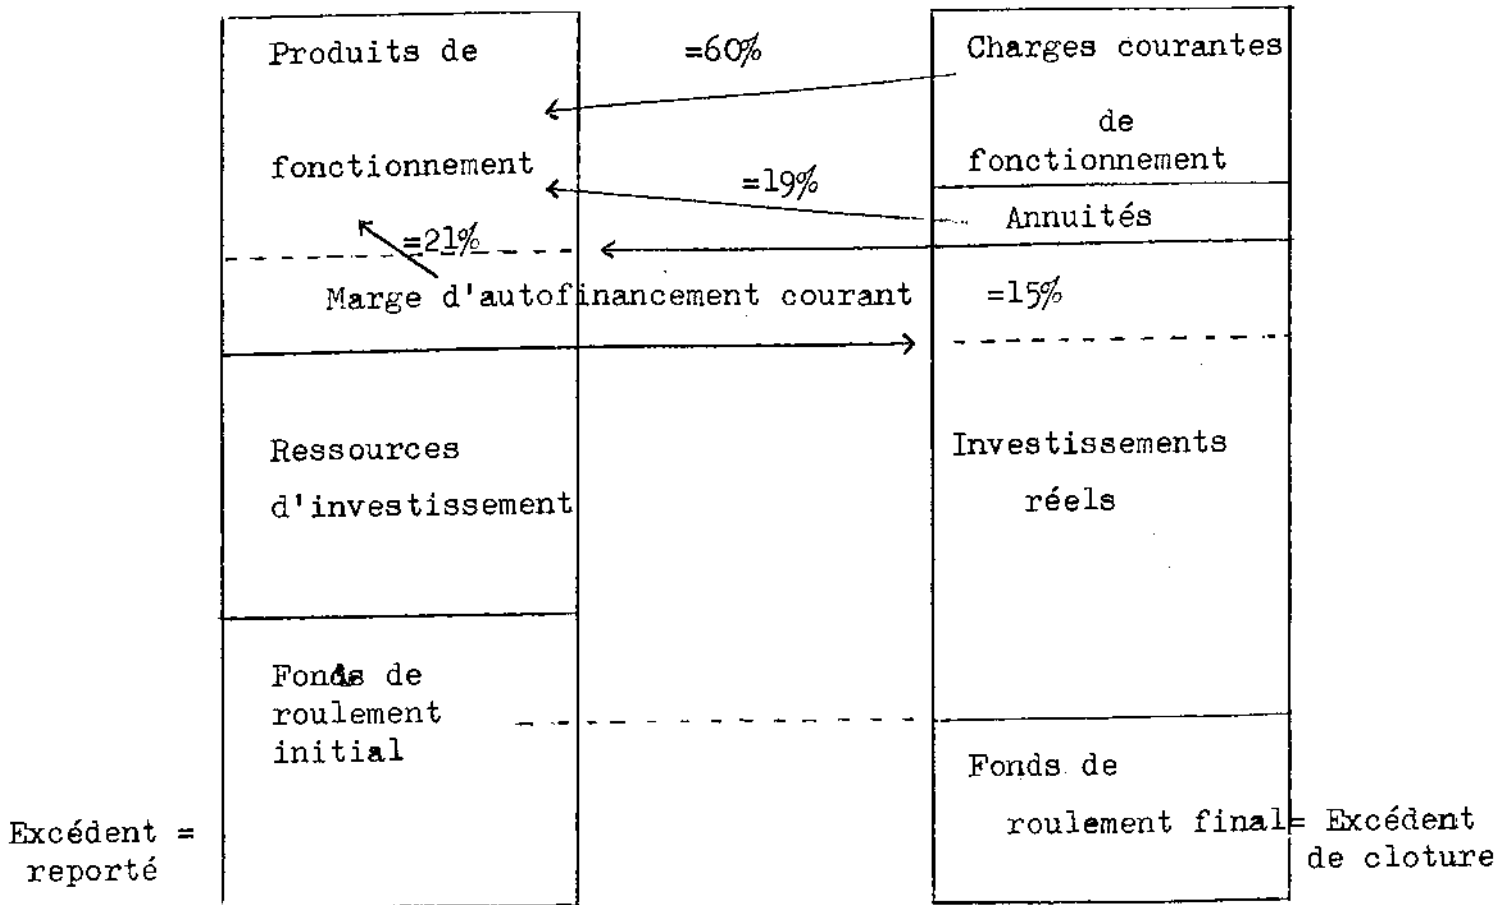 Produits de
fonctionnement
=60%
=19%
=21%
Charges courantes
de
fonctionnement
Annuités
Marge d'autofinancement courant
=15%
Ressources
d'investissement
Investissements
réels
Fonds de
roulement
initial
Fonds de
roulement final= Excédent
de cloture
Excédent =
reporté